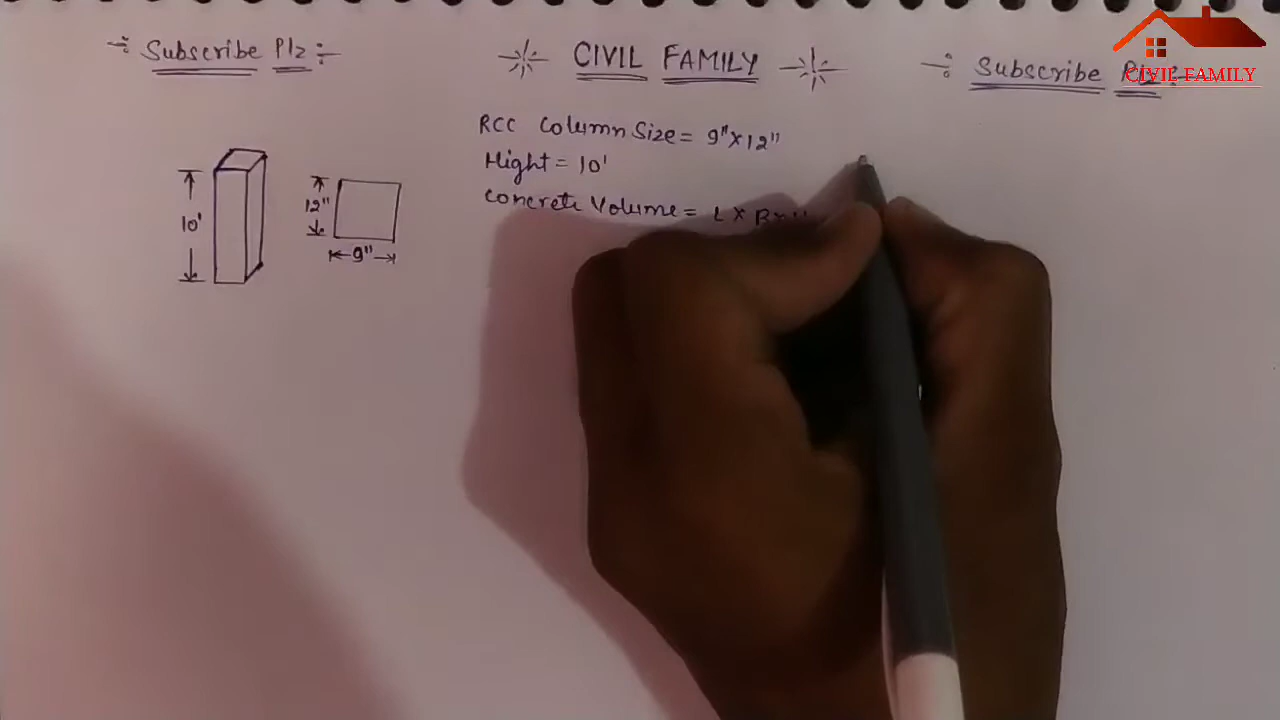 -:- Subscribe Plz :-
CIVIL FAMILY
-:- Subscribe Plz :-
CIVIL FAMILY
RCC Column Size = 9"x12"
Hight = 10'
Concrete Volume = L x B x H
10'
12"
9"